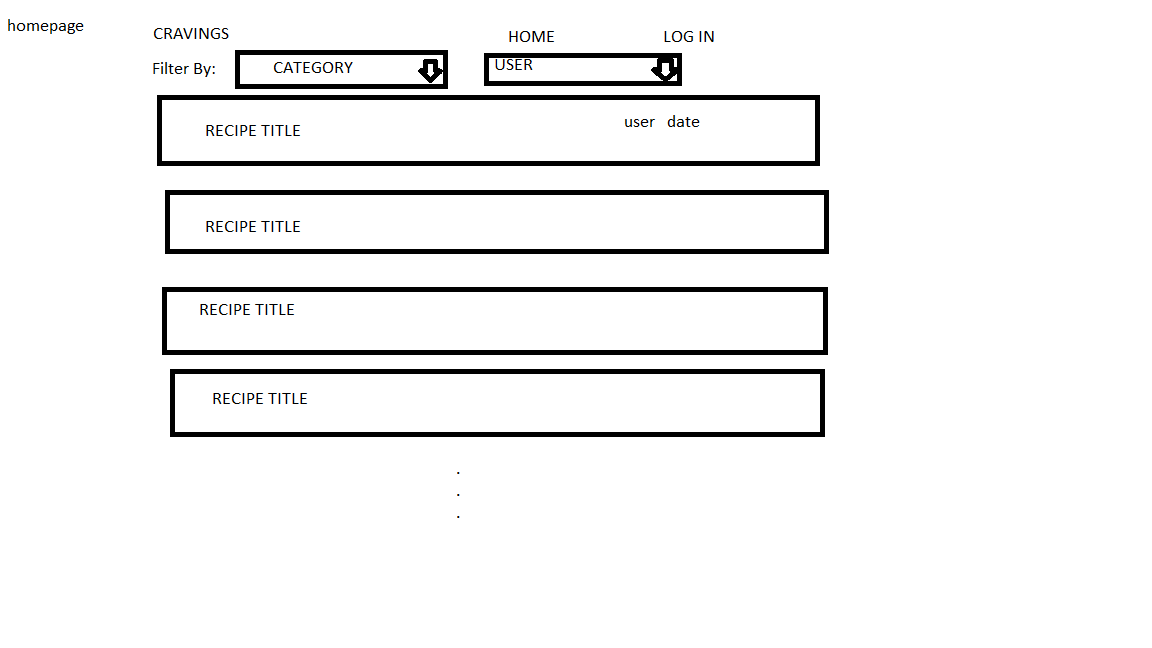 homepage
CRAVINGS HOME LOG IN
Filter By: CATEGORY USER
RECIPE TITLE user date
RECIPE TITLE
RECIPE TITLE
RECIPE TITLE
.
.
.